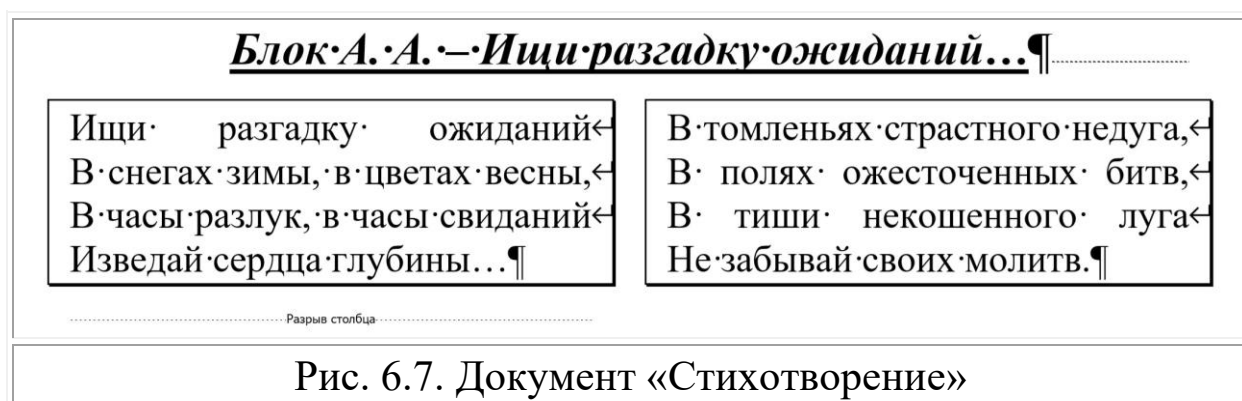 Блок·А.·А.·–·Ищи·разгадку·ожиданий…¶
Ищи· разгадку· ожиданий↵
В·снегах·зимы,·в·цветах·весны,↵
В·часы·разлук,·в·часы·свиданий↵
Изведай·сердца·глубины…¶
Разрыв столбца
В·томленьях·страстного·недуга,↵
В· полях· ожесточенных· битв,↵
В· тиши· некошенного· луга↵
Не·забывай·своих·молитв.¶
Рис. 6.7. Документ «Стихотворение»